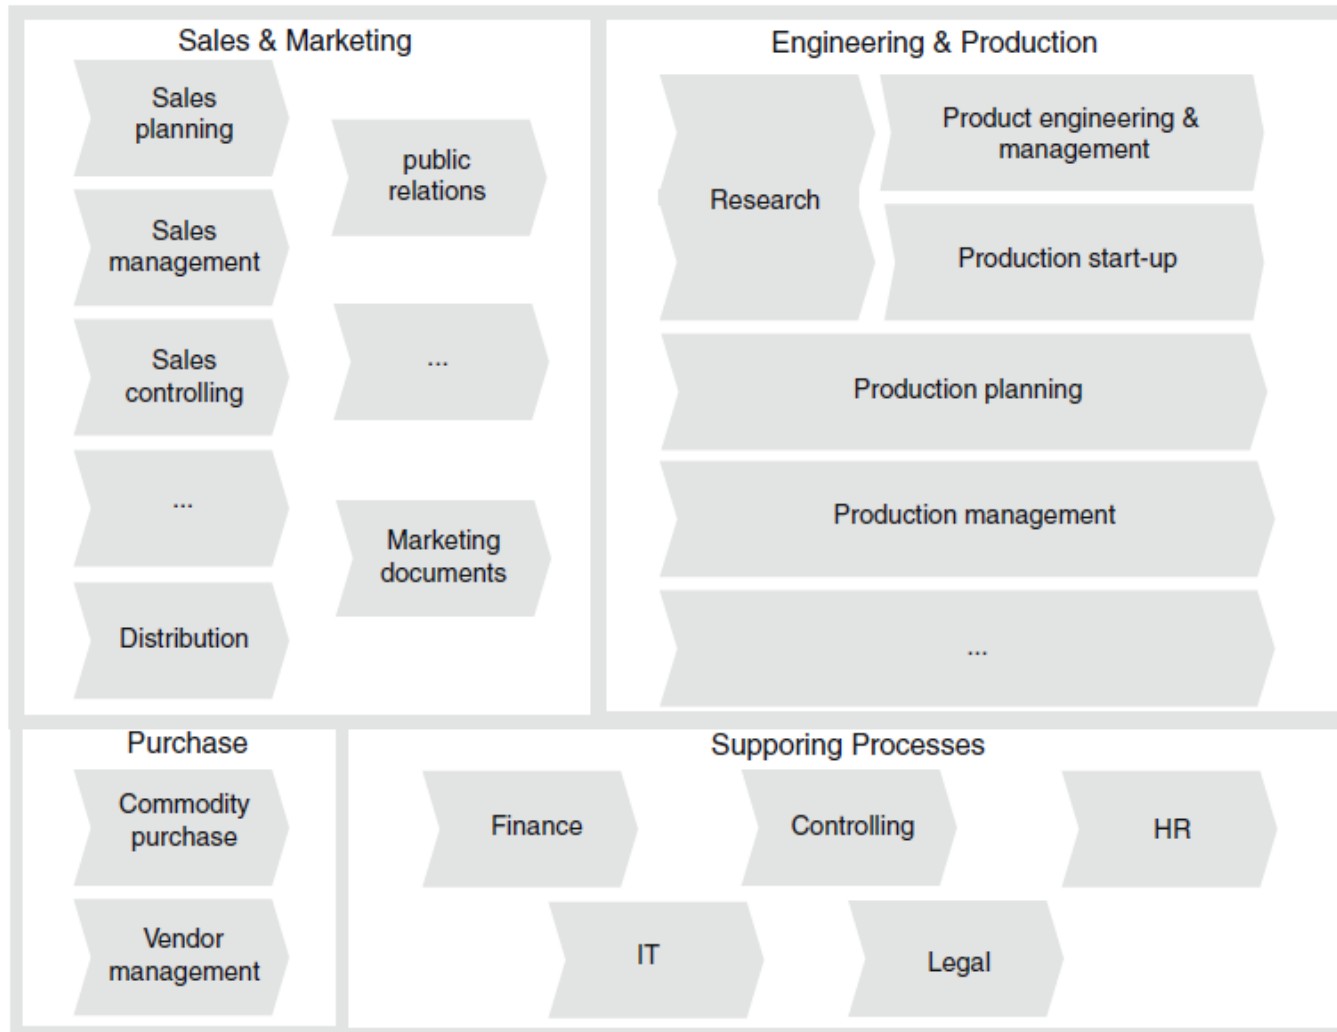 Sales & Marketing
Sales
planning
Sales
management
Sales
controlling
...
Distribution
public
relations
...
Marketing
documents
Engineering & Production
Research
Product engineering &
management
Production start-up
Production planning
Production management
...
Purchase
Commodity
purchase
Vendor
management
Supporing Processes
Finance
Controlling
HR
IT
Legal